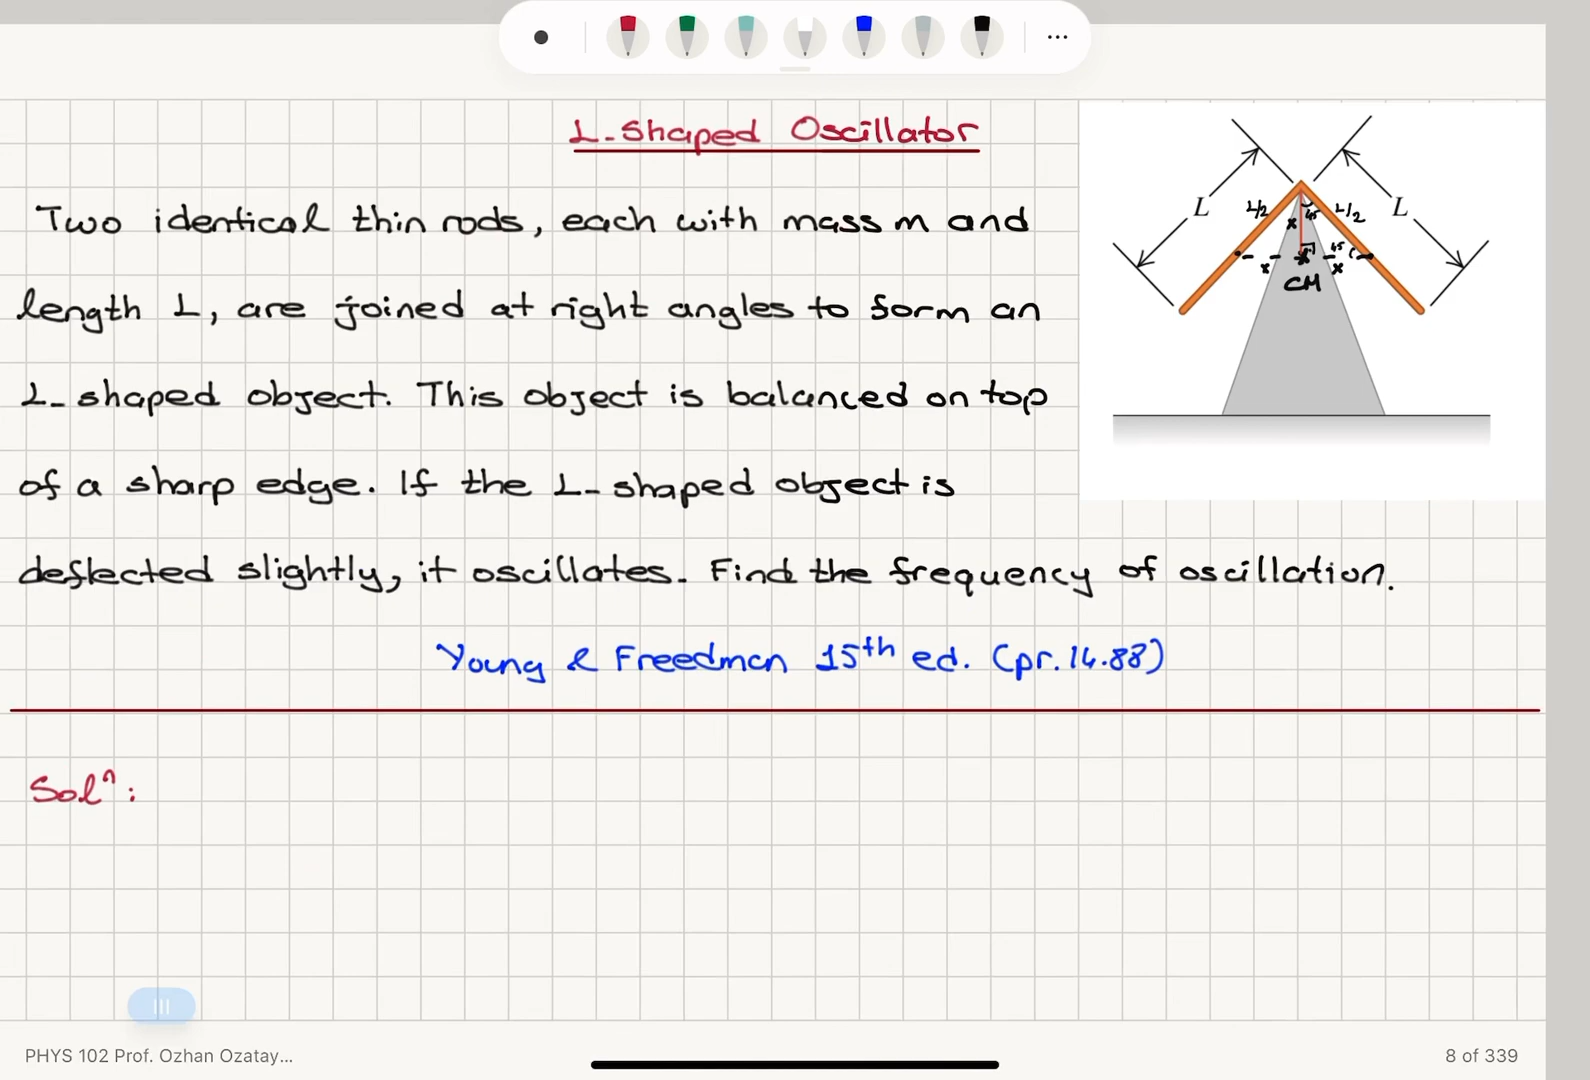 L-Shaped Oscillator
Two identical thin rods, each with mass m and
length L, are joined at right angles to form an
L-shaped object. This object is balanced on top
of a sharp edge. If the L-shaped object is
deflected slightly, it oscillates. Find the frequency of oscillation.
Young & Freedman 15th ed. (pr. 14.88)
L
L/2
45
L/2
L
x
45
x
x
CM
Solⁿ:
PHYS 102 Prof. Ozhan Ozatay...
8 of 339